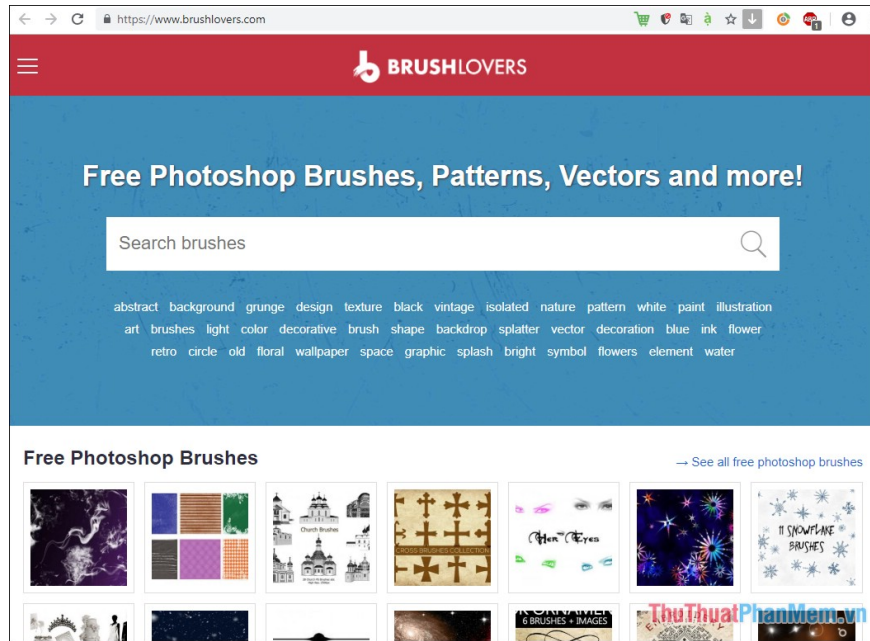 https://www.brushlovers.com
1
BRUSHLOVERS
Free Photoshop Brushes, Patterns, Vectors and more!
Search brushes
abstract background grunge design texture black vintage isolated nature pattern white paint illustration
art brushes light color decorative brush shape backdrop splatter vector decoration blue ink flower
retro circle old floral wallpaper space graphic splash bright symbol flowers element water
Free Photoshop Brushes
→ See all free photoshop brushes
Church Brushes
CROSS BRUSHES COLLECTION
Her Eyes
11 SNOWFLAKE
BRUSHES
6 BRUSHES + IMAGES
ThuThuatPhanMem.vn